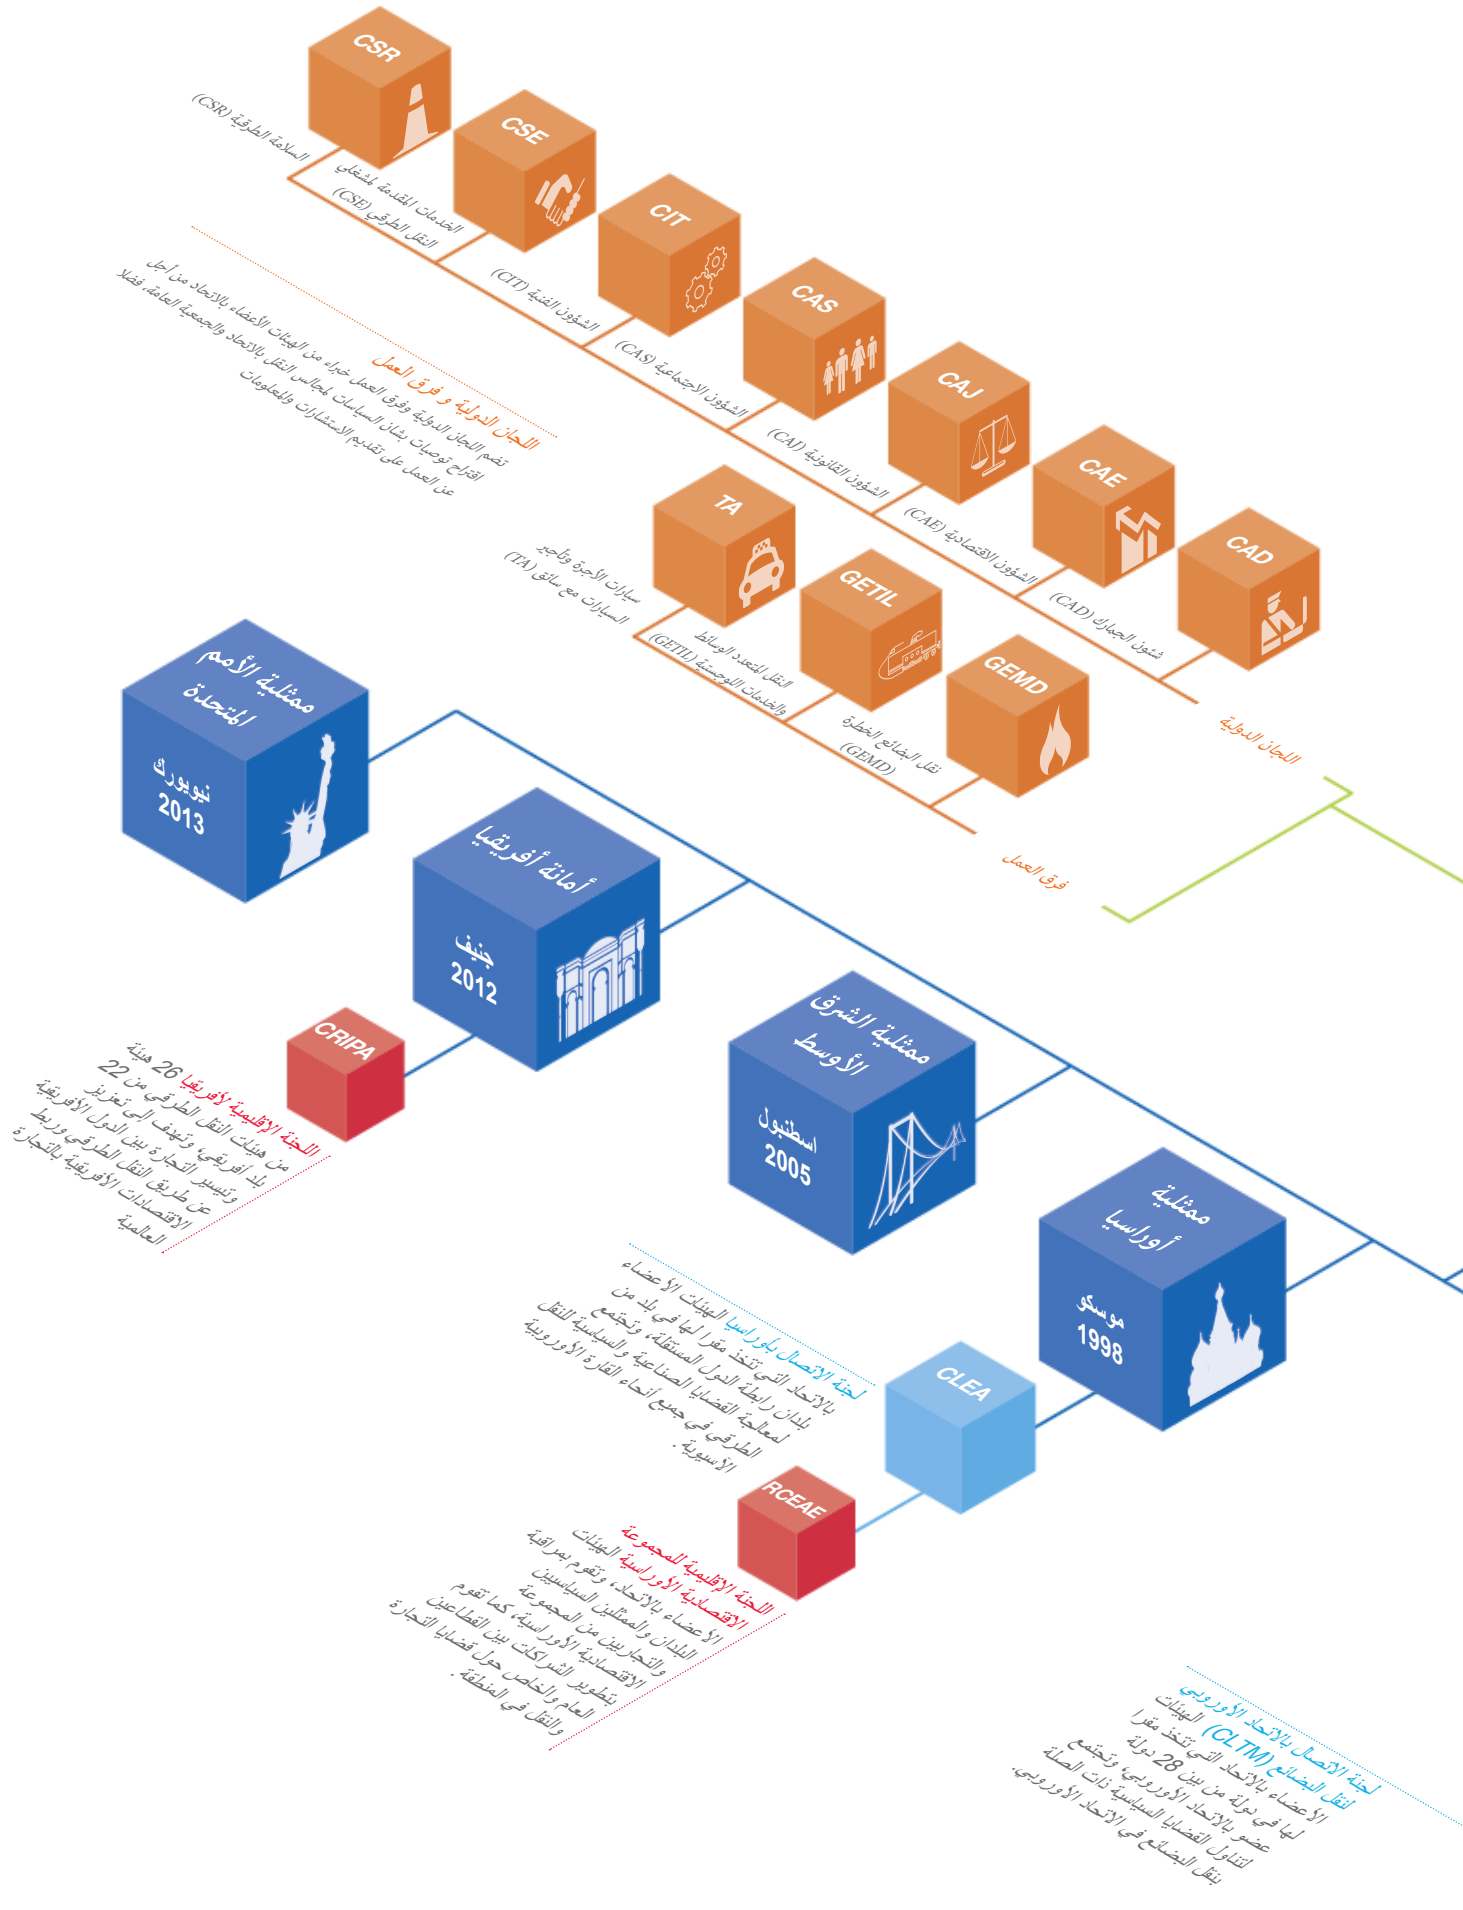 CSR
السلامة الطرقية (CSR)
CSE
الخدمات المقدمة لمشغلي
النقل الطرقي (CSE)
CIT
الشؤون الفنية (CIT)
CAS
الشؤون الاجتماعية (CAS)
CAJ
الشؤون القانونية (CAJ)
CAE
الشؤون الاقتصادية (CAE)
CAD
شئون الجمارك (CAD)
اللجان الدولية
اللجان الدولية و فرق العمل
تضم اللجان الدولية وفرق العمل خبراء من الهيئات الأعضاء بالاتحاد من أجل
اقتراح توصيات بشان السياسات لمجالس النقل بالاتحاد والجمعية العامة، فضلا
عن العمل على تقديم الاستشارات والمعلومات
TA
سيارات الأجرة وتأجير
السيارات مع سائق (TA)
GETIL
النقل المتعدد الوسائط
والخدمات اللوجستية (GETIL)
GEMD
نقل البضائع الخطرة
(GEMD)
فرق العمل
ممثلية الأمم
المتحدة
نيويورك
2013
أمانة أفريقيا
جنيف
2012
CRIPA
اللجنة الإقليمية لأفريقيا 26 هيئة
من هيئات النقل الطرقي من 22
بلد افريقي، وتهدف إلى تعزيز
وتيسير التجارة بين الدول الأفريقية
عن طريق النقل الطرقي وربط
الاقتصادات الأفريقية بالتجارة
العالمية
ممثلية الشرق
الأوسط
اسطنبول
2005
ممثلية
أوراسيا
موسكو
1998
CLEA
لجنة الاتصال بأوراسيا الهيئات الأعضاء
بالاتحاد التي تتخذ مقرا لها في بلد من
بلدان رابطة الدول المستقلة، وتجتمع
لمعالجة القضايا الصناعية والسياسية للنقل
الطرقي في جميع أنحاء القارة الأوروبية
الآسيوية .
RCEAE
اللجنة الإقليمية للمجموعة
الاقتصادية الأوراسية الهيئات
الأعضاء بالاتحاد، وتقوم بمراقبة
البلدان والممثلين السياسيين
والتجاريين من المجموعة
الاقتصادية الأوراسية، كما تقوم
بتطوير الشراكات بين القطاعين
العام والخاص حول قضايا التجارة
والنقل في المنطقة .
لجنة الاتصال بالاتحاد الأوروبي
لنقل البضائع (CLTM) الهيئات
الأعضاء بالاتحاد التي تتخذ مقرا
لها في دولة من بين 28 دولة
عضو بالاتحاد الأوروبي، وتجتمع
لتناول القضايا السياسية ذات الصلة
بنقل البضائع في الاتحاد الأوروبي.